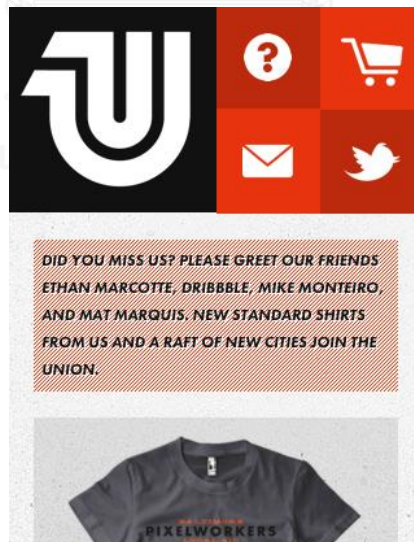 DID YOU MISS US? PLEASE GREET OUR FRIENDS
ETHAN MARCOTTE, DRIBBBLE, MIKE MONTEIRO,
AND MAT MARQUIS. NEW STANDARD SHIRTS
FROM US AND A RAFT OF NEW CITIES JOIN THE
UNION.
BALTIMORE
PIXELWORKERS